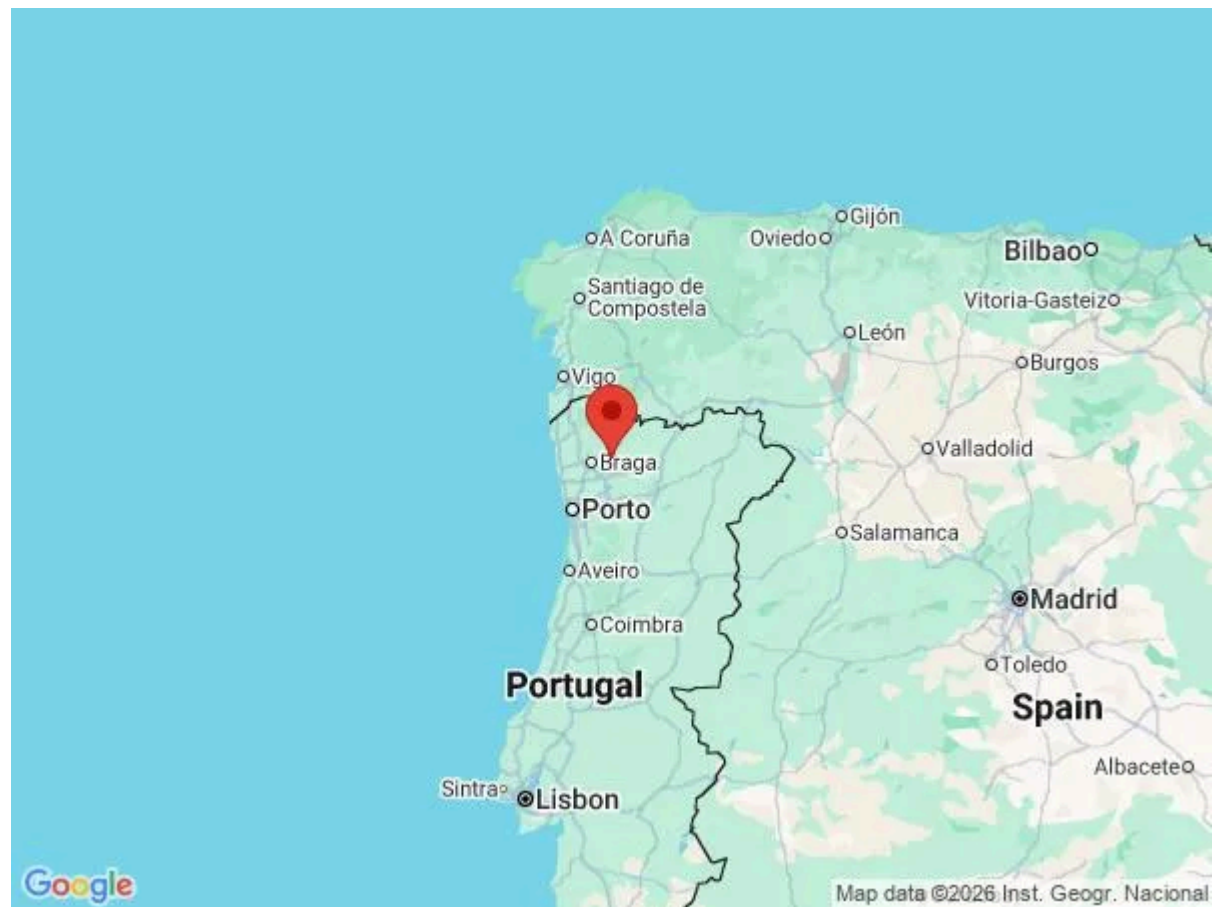 A Coruña
Oviedo
Gijón
Bilbao
Santiago de
Compostela
Vitoria-Gasteiz
León
Burgos
Vigo
Valladolid
Braga
Porto
Salamanca
Aveiro
Madrid
Coimbra
Toledo
Portugal
Spain
Albacete
Sintra
Lisbon
Google
Map data ©2026 Inst. Geogr. Nacional